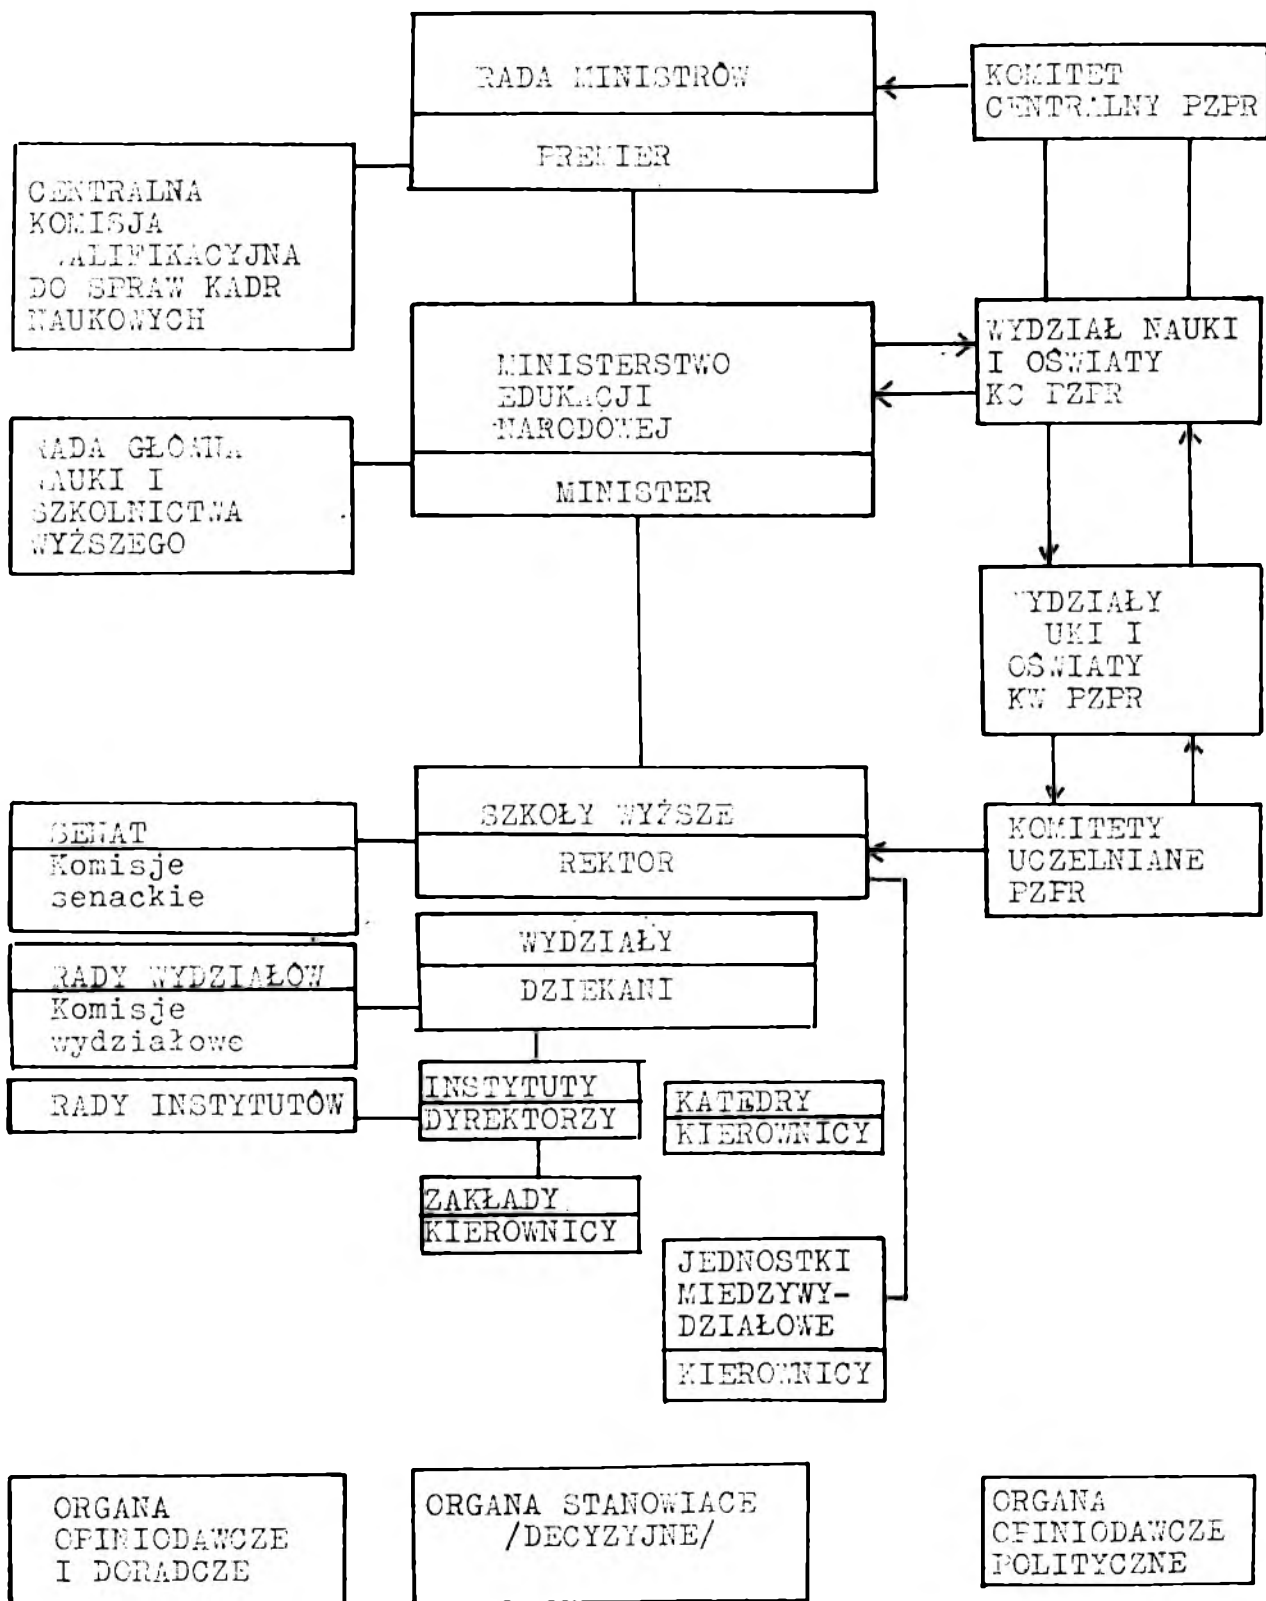 RADA MINISTRÓW
PREMIER
KOMITET
CENTRALNY PZPR
CENTRALNA
KOMISJA
DO SPRAW KADR
NAUKOWYCH
MINISTERSTWO
EDUKACJI
NARODOWEJ
MINISTER
WYDZIAŁ NAUKI
I OŚWIATY
KC PZPR
RADA GŁÓWNA
NAUKI I
SZKOLNICTWA
WYŻSZEGO
WYDZIAŁY
I
OŚWIATY
KW PZPR
SZKOŁY WYŻSZE
REKTOR
SENAT
Komisje
senackie
KOMITETY
UCZELNIANE
PZPR
WYDZIAŁY
DZIEKANI
RADY WYDZIAŁÓW
Komisje
wydziałowe
INSTYTUTY
DYREKTORZY
RADY INSTYTUTÓW
KATEDRY
KIEROWNICY
ZAKŁADY
KIEROWNICY
JEDNOSTKI
MIEDZYWY-
DZIAŁOWE
KIEROWNICY
ORGANA
OPINIODAWCZE
I DORADCZE
ORGANA STANOWIACE
/DECYZYJNE/
ORGANA
OPINIODAWCZE
POLITYCZNE